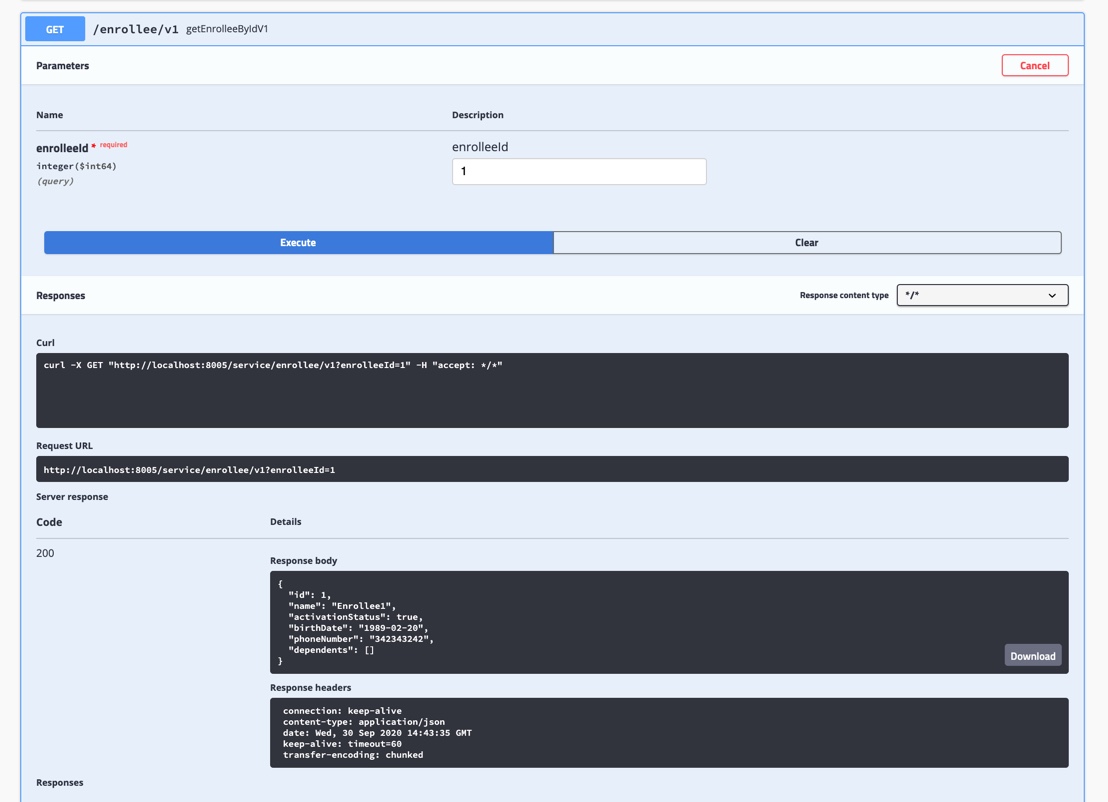 GET /enrollee/v1 getEnrolleeByIdV1
Parameters
Cancel
Name Description
enrolleeId * required
integer($int64)
(query)
enrolleeId
1
Execute Clear
Responses Response content type */*
Curl
curl -X GET "http://localhost:8005/service/enrollee/v1?enrolleeId=1" -H "accept: */*"
Request URL
http://localhost:8005/service/enrollee/v1?enrolleeId=1
Server response
Code Details
200
Response body
{
  "id": 1,
  "name": "Enrollee1",
  "activationStatus": true,
  "birthDate": "1989-02-20",
  "phoneNumber": "342343242",
  "dependents": []
}
Download
Response headers
connection: keep-alive
content-type: application/json
date: Wed, 30 Sep 2020 14:43:35 GMT
keep-alive: timeout=60
transfer-encoding: chunked
Responses